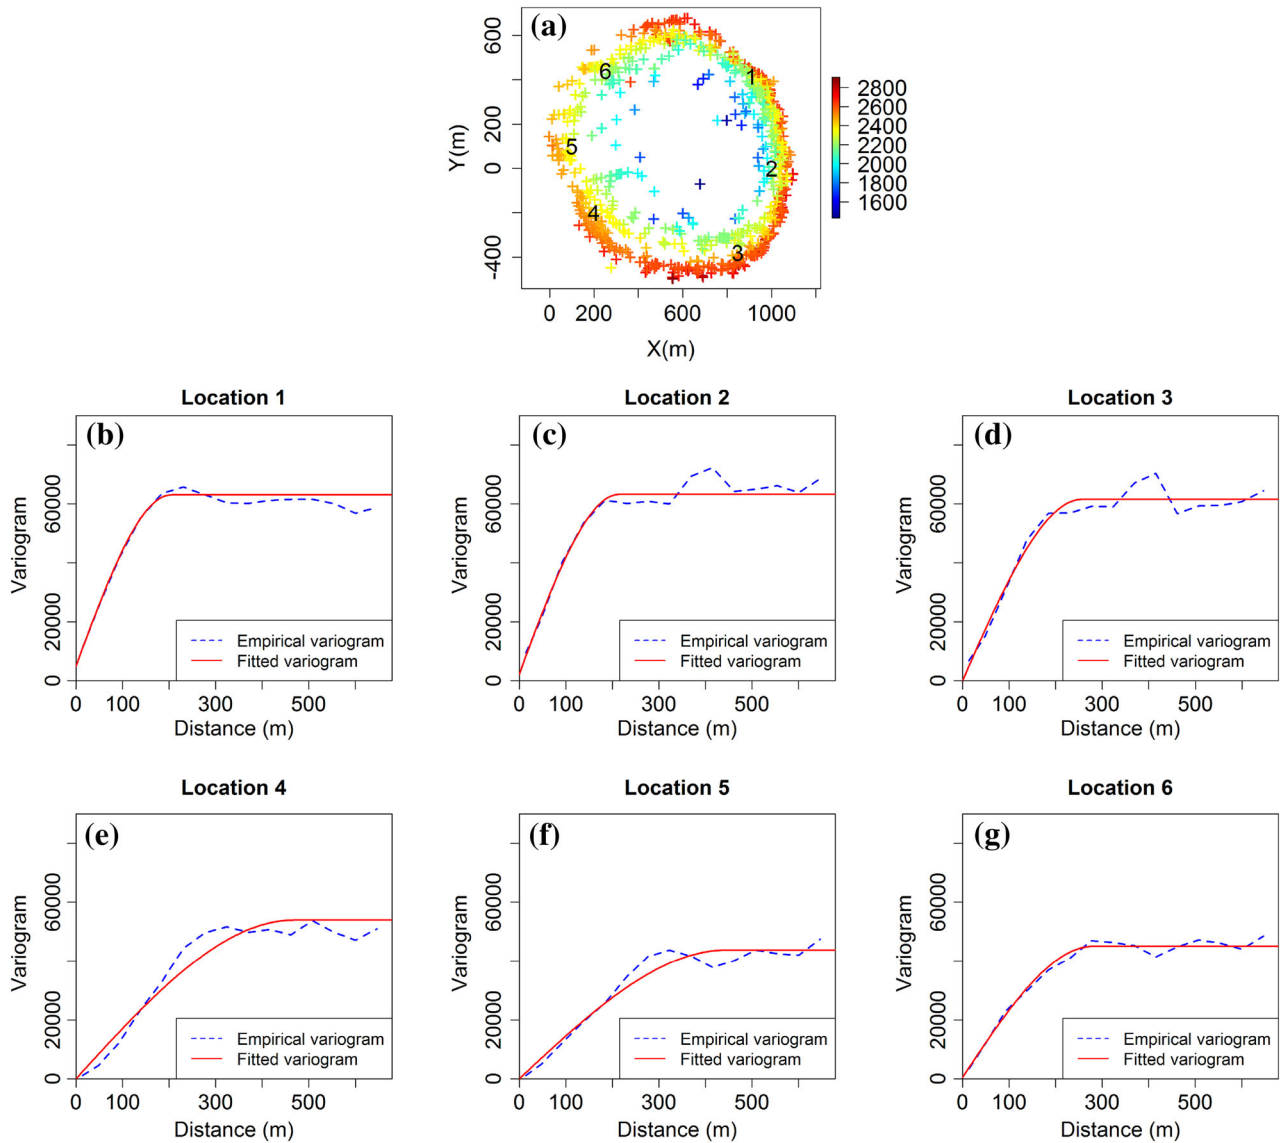 (a)
600
200
0
-400
Y(m)
0 200 600 1000
X(m)
1
2
3
4
5
6
2800
2600
2400
2200
2000
1800
1600
Location 1
(b)
60000
20000
0
Variogram
Empirical variogram
Fitted variogram
0 100 300 500
Distance (m)
Location 2
(c)
60000
20000
0
Variogram
Empirical variogram
Fitted variogram
0 100 300 500
Distance (m)
Location 3
(d)
60000
20000
0
Variogram
Empirical variogram
Fitted variogram
0 100 300 500
Distance (m)
Location 4
(e)
60000
20000
0
Variogram
Empirical variogram
Fitted variogram
0 100 300 500
Distance (m)
Location 5
(f)
60000
20000
0
Variogram
Empirical variogram
Fitted variogram
0 100 300 500
Distance (m)
Location 6
(g)
60000
20000
0
Variogram
Empirical variogram
Fitted variogram
0 100 300 500
Distance (m)